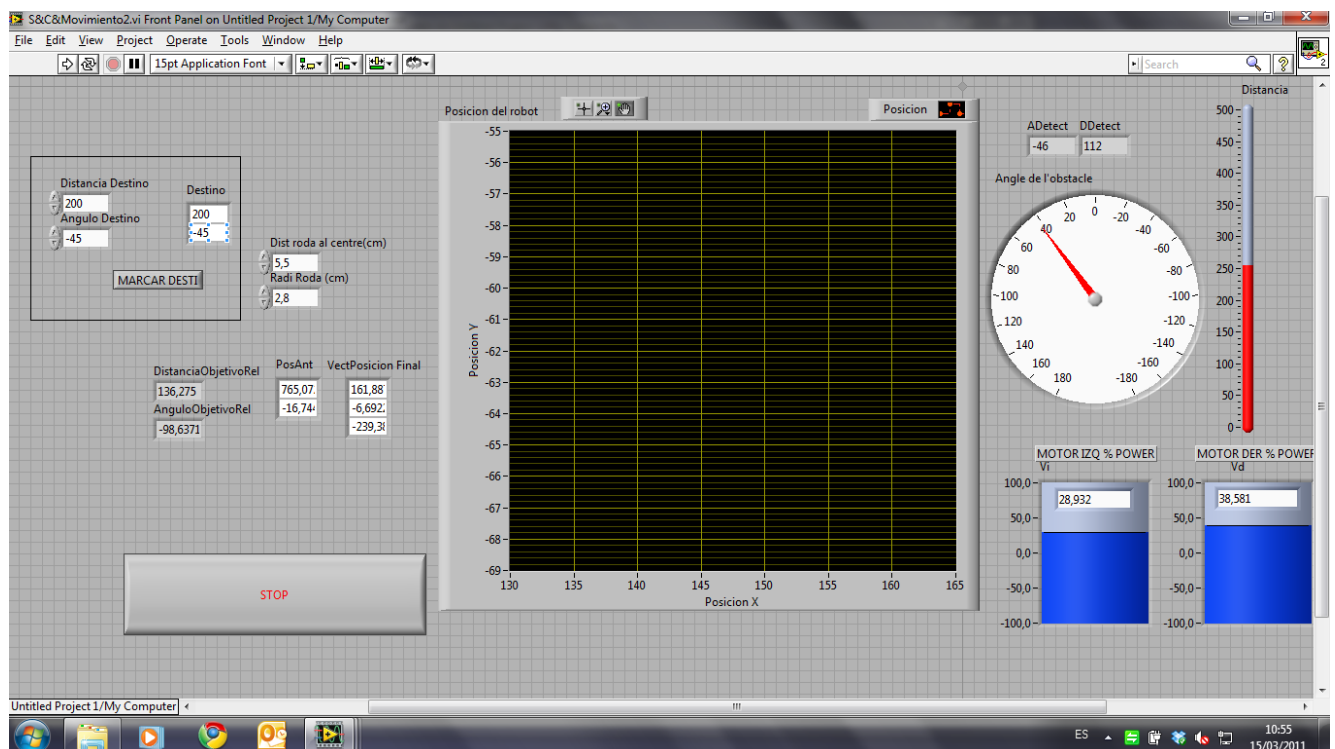 S&C&Movimiento2.vi Front Panel on Untitled Project 1/My Computer
File Edit View Project Operate Tools Window Help
15pt Application Font
Search
2
Distancia Destino
200
Angulo Destino
-45
Destino
200
-45
MARCAR DESTI
Dist roda al centre(cm)
5,5
Radi Roda (cm)
2,8
DistanciaObjetivoRel
136,275
AnguloObjetivoRel
-98,6371
PosAnt
765,07
-16,744
VectPosicion Final
161,88
-6,692
-239,38
STOP
Posicion del robot
Posicion
-55
-56
-57
-58
-59
-60
-61
-62
-63
-64
-65
-66
-67
-68
-69
Posicion Y
130 135 140 145 150 155 160 165
Posicion X
ADetect DDetect
-46 112
Angle de l'obstacle
0
20 -20
40 -40
60 -60
80 -80
100 -100
120 -120
140 -140
160 -160
180 -180
Distancia
500
450
400
350
300
250
200
150
100
50
0
MOTOR IZQ % POWER
Vi
100,0
50,0
0,0
-50,0
-100,0
28,932
MOTOR DER % POWER
Vd
100,0
50,0
0,0
-50,0
-100,0
38,581
Untitled Project 1/My Computer
ES
10:55
15/03/2011